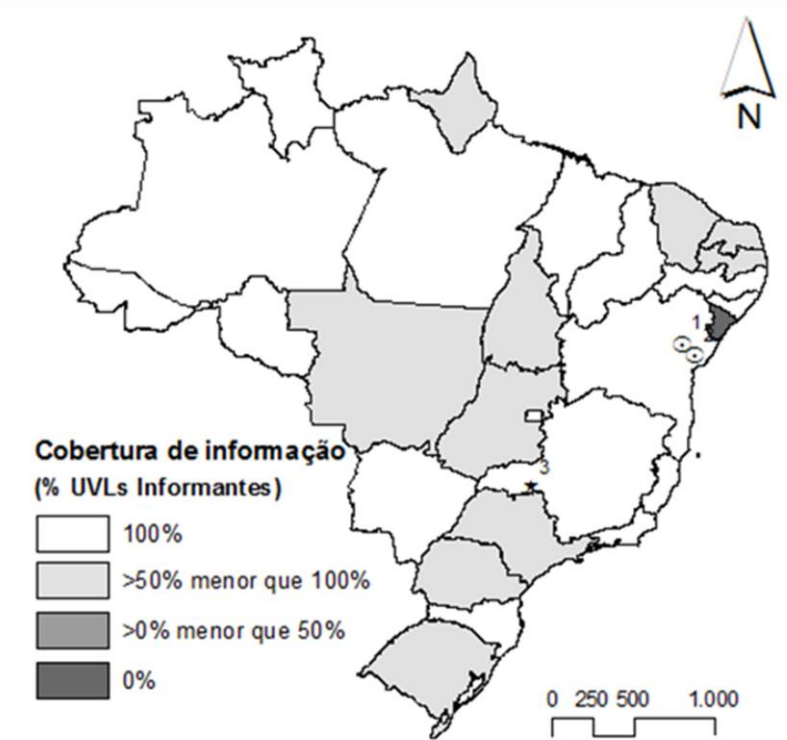 N
1
2
3
Cobertura de informação
(% UVLs Informantes)
100%
>50% menor que 100%
>0% menor que 50%
0%
0 250 500 1.000